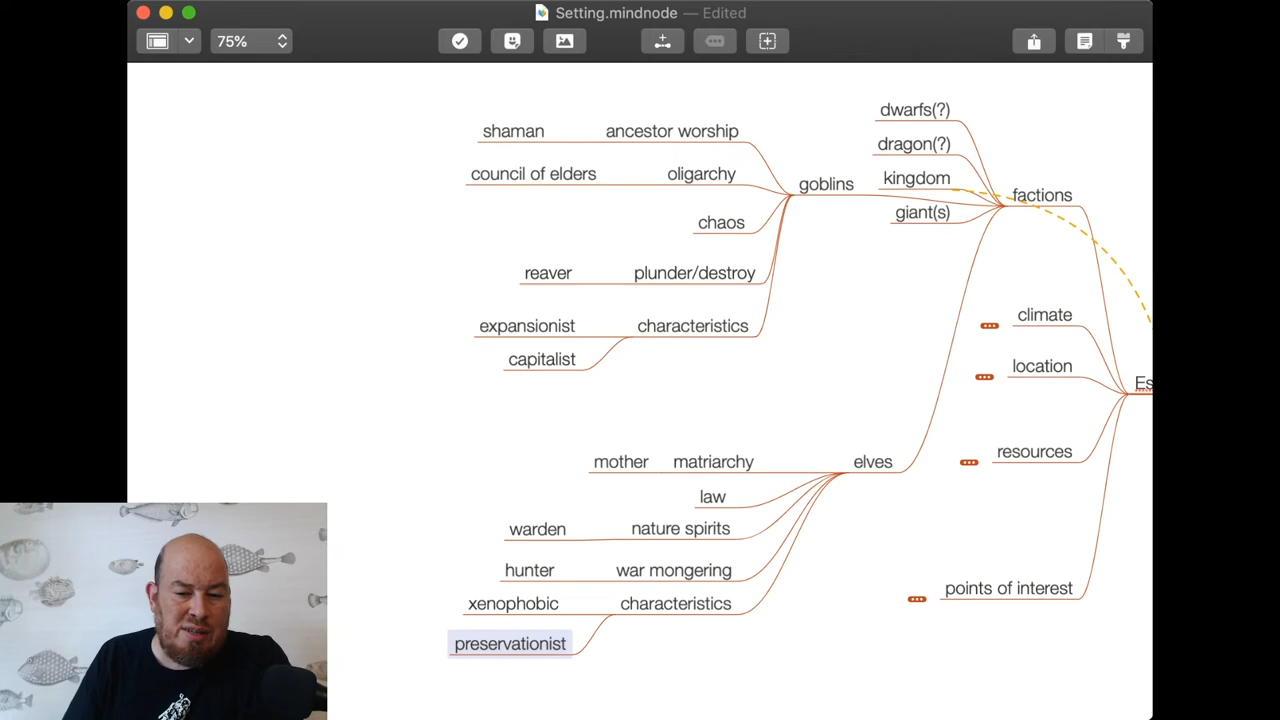 Setting.mindnode — Edited
75%
dwarfs(?)
dragon(?)
kingdom
giant(s)
factions
goblins
shaman ancestor worship
council of elders oligarchy
chaos
reaver plunder/destroy
expansionist characteristics
capitalist
climate
location
Es
resources
points of interest
elves
mother matriarchy
law
warden nature spirits
hunter war mongering
xenophobic characteristics
preservationist